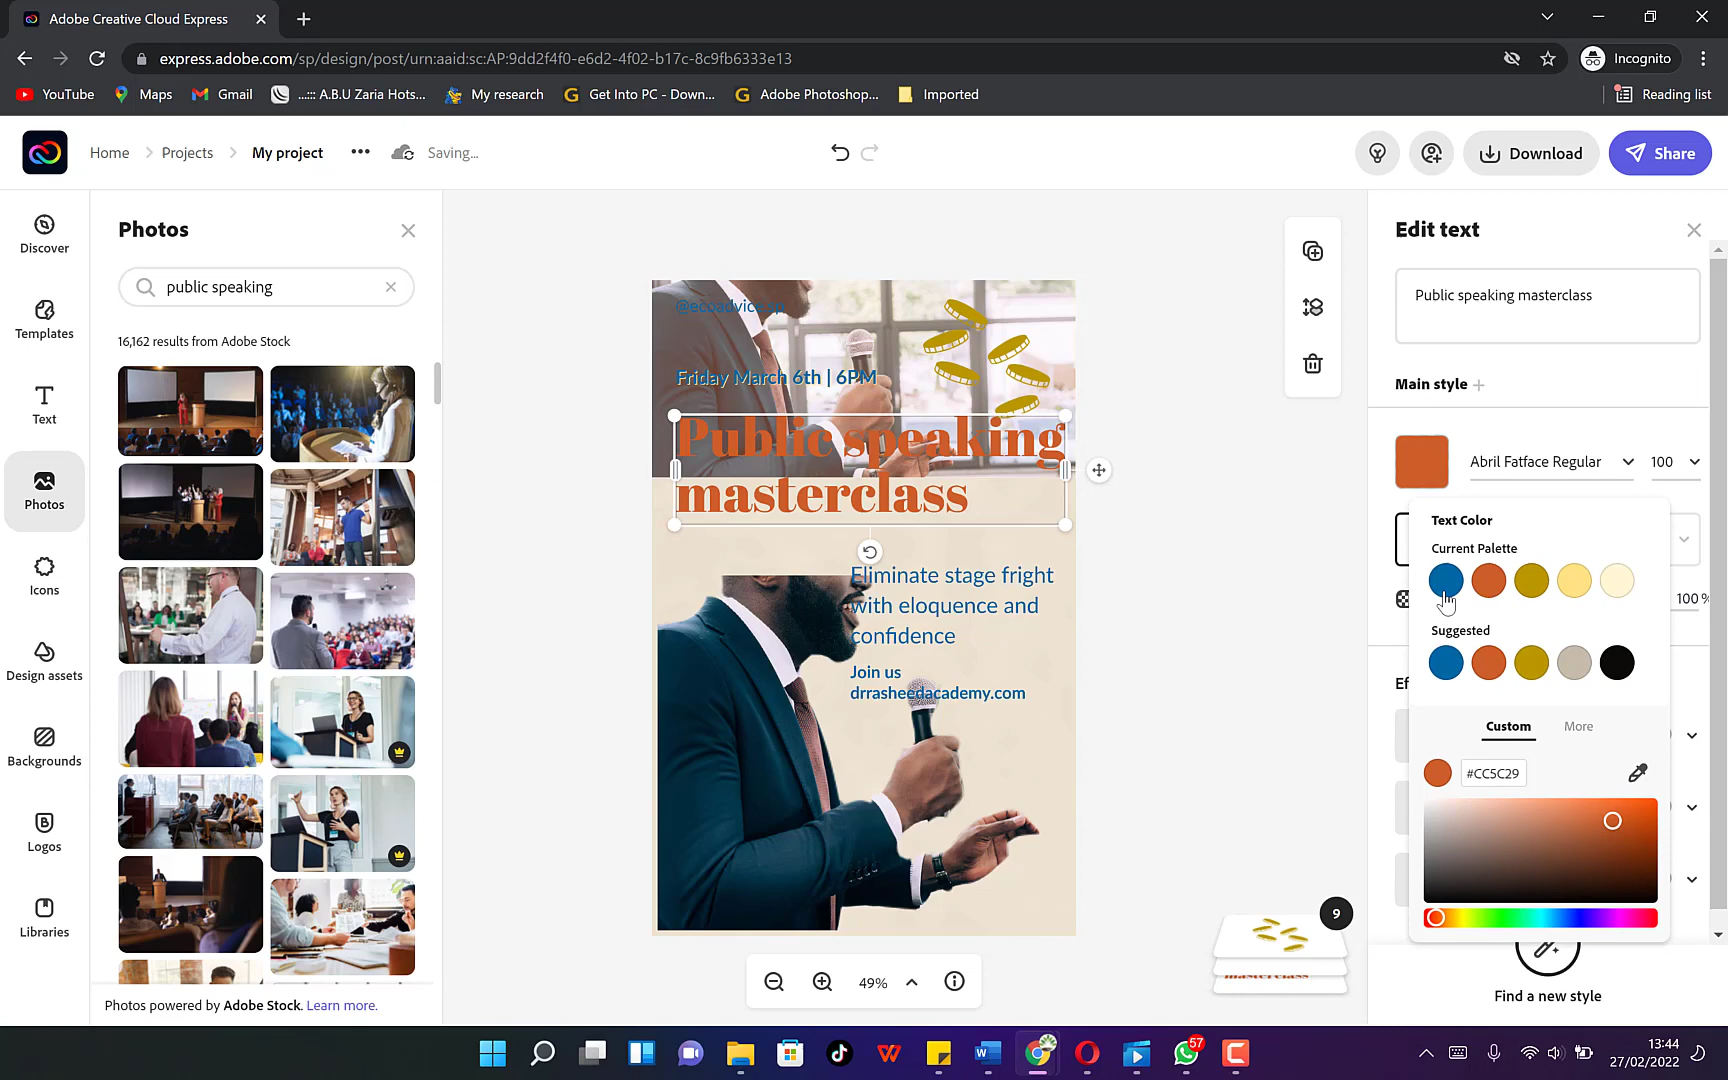 Adobe Creative Cloud Express
express.adobe.com/sp/design/post/urn:aaid:sc:AP:9dd2f4f0-e6d2-4f02-b17c-8c9fb6333e13
Incognito
YouTube
Maps
Gmail
...::: A.B.U Zaria Hots...
My research
Get Into PC - Down...
Adobe Photoshop...
Imported
Reading list
Home
Projects
My project
Saving...
Download
Share
Discover
Templates
Text
Photos
Icons
Design assets
Backgrounds
Logos
Libraries
Photos
public speaking
16,162 results from Adobe Stock
Photos powered by Adobe Stock. Learn more.
@ecoadvice.sp
Friday March 6th | 6PM
Public speaking
masterclass
Eliminate stage fright
with eloquence and
confidence
Join us
drrasheedacademy.com
49%
9
masterclass
Edit text
Public speaking masterclass
Main style
Abril Fatface Regular
100
100 %
Text Color
Current Palette
Suggested
Custom
More
#CC5C29
Find a new style
57
13:44
27/02/2022